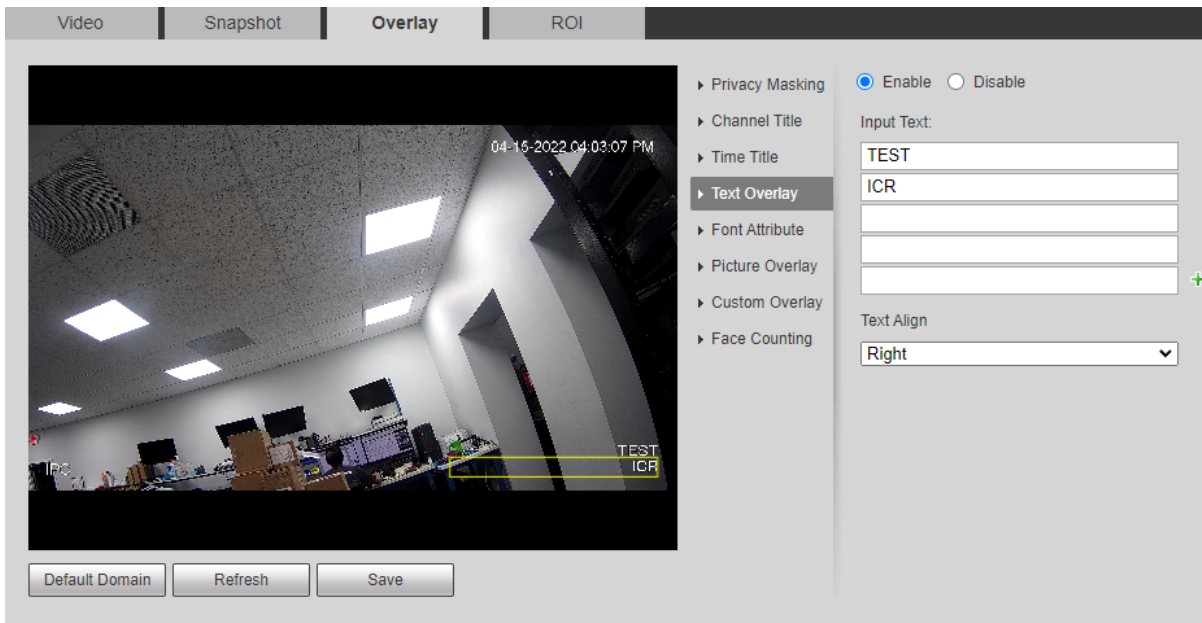 Video Snapshot Overlay ROI
04-15-2022 04:03:07 PM
TEST
ICR
IPC
Default Domain Refresh Save
Privacy Masking
Channel Title
Time Title
Text Overlay
Font Attribute
Picture Overlay
Custom Overlay
Face Counting
Enable Disable
Input Text:
TEST
ICR
Text Align
Right